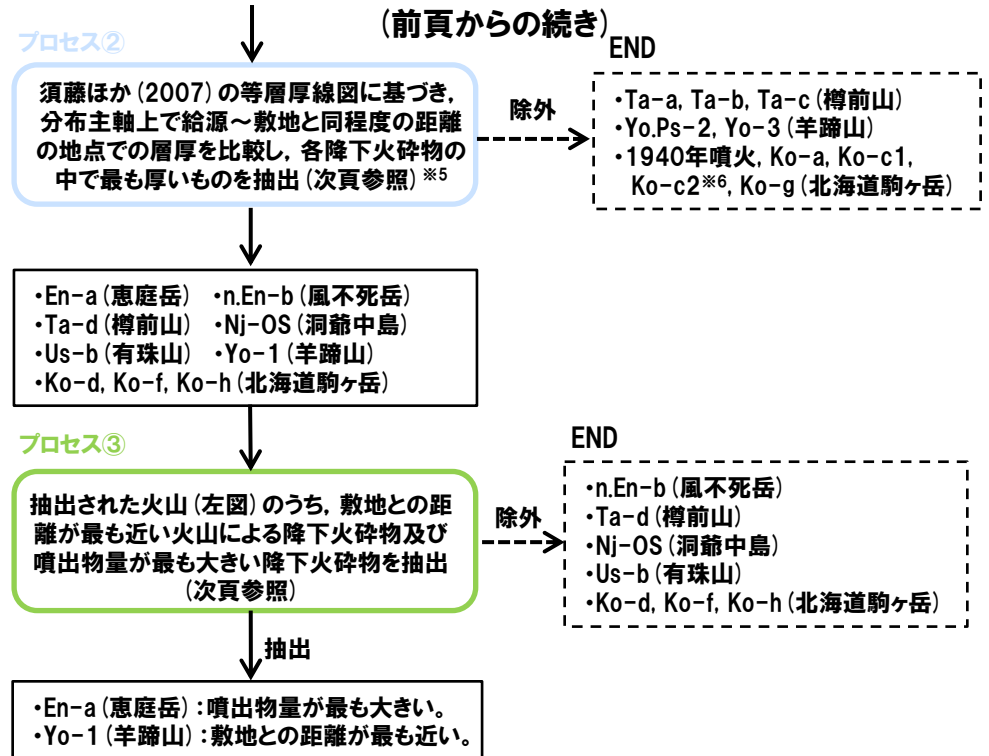 (前頁からの続き)
プロセス②
須藤ほか(2007)の等層厚線図に基づき,
分布主軸上で給源～敷地と同程度の距離
の地点での層厚を比較し,各降下火砕物の
中で最も厚いものを抽出(次頁参照)※5
除外
END
・Ta-a, Ta-b, Ta-c(樽前山)
・Yo.Ps-2, Yo-3(羊蹄山)
・1940年噴火, Ko-a, Ko-c1,
Ko-c2※6, Ko-g(北海道駒ヶ岳)
・En-a(恵庭岳) ・n.En-b(風不死岳)
・Ta-d(樽前山) ・Nj-OS(洞爺中島)
・Us-b(有珠山) ・Yo-1(羊蹄山)
・Ko-d, Ko-f, Ko-h(北海道駒ヶ岳)
プロセス③
抽出された火山(左図)のうち,敷地との距
離が最も近い火山による降下火砕物及び
噴出物量が最も大きい降下火砕物を抽出
(次頁参照)
除外
END
・n.En-b(風不死岳)
・Ta-d(樽前山)
・Nj-OS(洞爺中島)
・Us-b(有珠山)
・Ko-d, Ko-f, Ko-h(北海道駒ヶ岳)
抽出
・En-a(恵庭岳):噴出物量が最も大きい。
・Yo-1(羊蹄山):敷地との距離が最も近い。